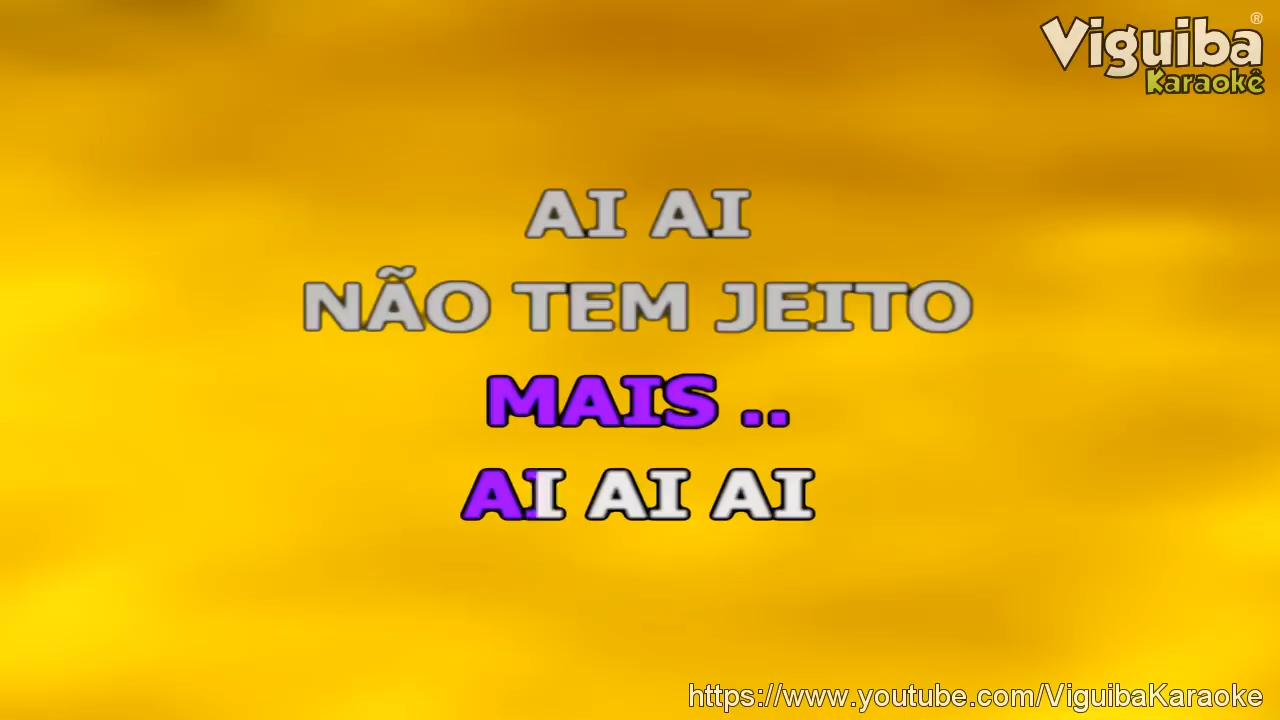 Viguiba®
Karaokê
AI AI
NÃO TEM JEITO
MAIS ..
AI AI AI
https://www.youtube.com/ViguibaKaraoke